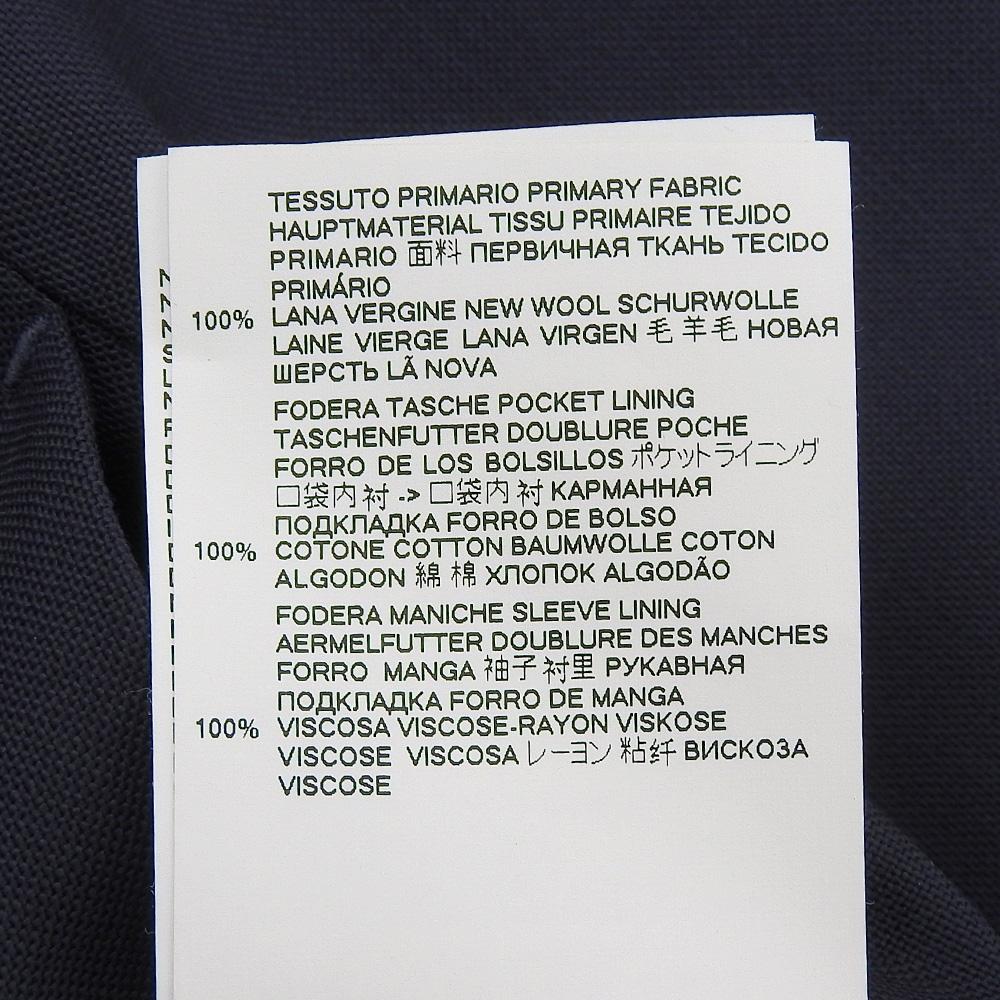 TESSUTO PRIMARIO PRIMARY FABRIC
HAUPTMATERIAL TISSU PRIMAIRE TEJIDO
PRIMARIO 面料 ПЕРВИЧНАЯ ТКАНЬ TECIDO
PRIMÁRIO
100% LANA VERGINE NEW WOOL SCHURWOLLE
LAINE VIERGE LANA VIRGEN 毛 羊毛 НОВАЯ
ШЕРСТЬ LÃ NOVA
FODERA TASCHE POCKET LINING
TASCHENFUTTER DOUBLURE POCHE
FORRO DE LOS BOLSILLOS ポケットライニング
口袋内衬 -> 口袋内衬 КАРМАННАЯ
ПОДКЛАДКА FORRO DE BOLSO
100% COTONE COTTON BAUMWOLLE COTON
ALGODON 綿 棉 ХЛОПОК ALGODÃO
FODERA MANICHE SLEEVE LINING
AERMELFUTTER DOUBLURE DES MANCHES
FORRO MANGA 袖子衬里 РУКАВНАЯ
ПОДКЛАДКА FORRO DE MANGA
100% VISCOSA VISCOSE-RAYON VISKOSE
VISCOSE VISCOSA レーヨン 粘纤 ВИСКОЗА
VISCOSE